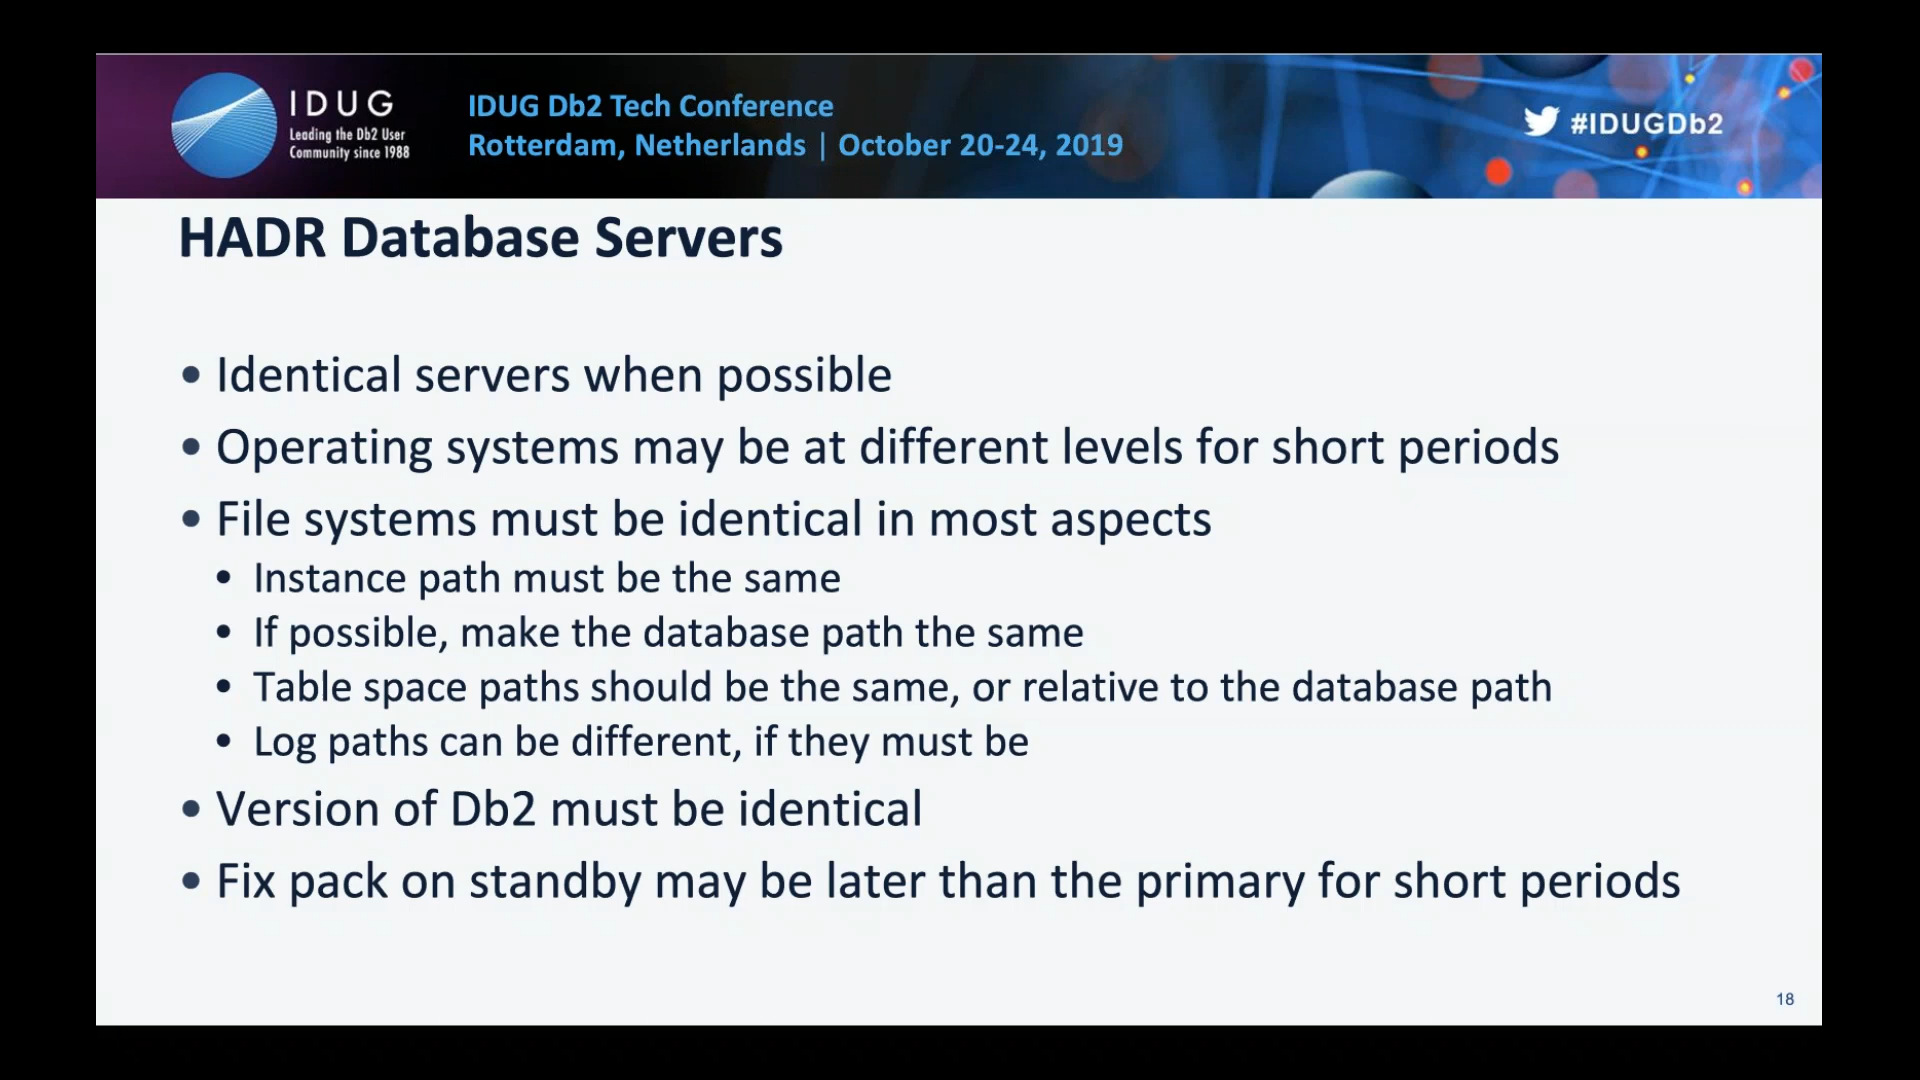 IDUG
Leading the Db2 User
Community since 1988
IDUG Db2 Tech Conference
Rotterdam, Netherlands | October 20-24, 2019
#IDUGDb2
HADR Database Servers
• Identical servers when possible
• Operating systems may be at different levels for short periods
• File systems must be identical in most aspects
• Instance path must be the same
• If possible, make the database path the same
• Table space paths should be the same, or relative to the database path
• Log paths can be different, if they must be
• Version of Db2 must be identical
• Fix pack on standby may be later than the primary for short periods
18